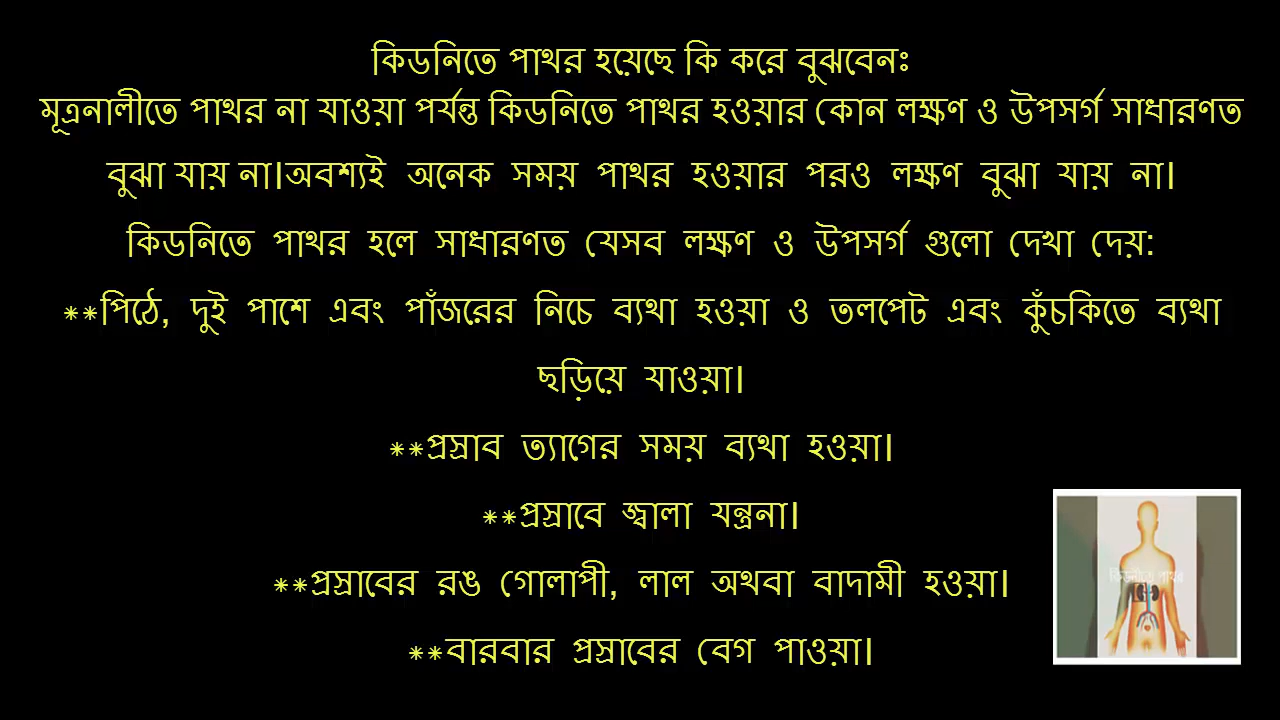 কিডনিতে পাথর হয়েছে কি করে বুঝবেনঃ
মূত্রনালীতে পাথর না যাওয়া পর্যন্ত কিডনিতে পাথর হওয়ার কোন লক্ষণ ও উপসর্গ সাধারণত
বুঝা যায় না।অবশ্যই অনেক সময় পাথর হওয়ার পরও লক্ষণ বুঝা যায় না।
কিডনিতে পাথর হলে সাধারণত যেসব লক্ষণ ও উপসর্গ গুলো দেখা দেয়:
**পিঠে, দুই পাশে এবং পাঁজরের নিচে ব্যথা হওয়া ও তলপেট এবং কুঁচকিতে ব্যথা
ছড়িয়ে যাওয়া।
**প্রস্রাব ত্যাগের সময় ব্যথা হওয়া।
**প্রস্রাবে জ্বালা যন্ত্রনা।
**প্রস্রাবের রঙ গোলাপী, লাল অথবা বাদামী হওয়া।
**বারবার প্রস্রাবের বেগ পাওয়া।
কিডনীতে পাথর